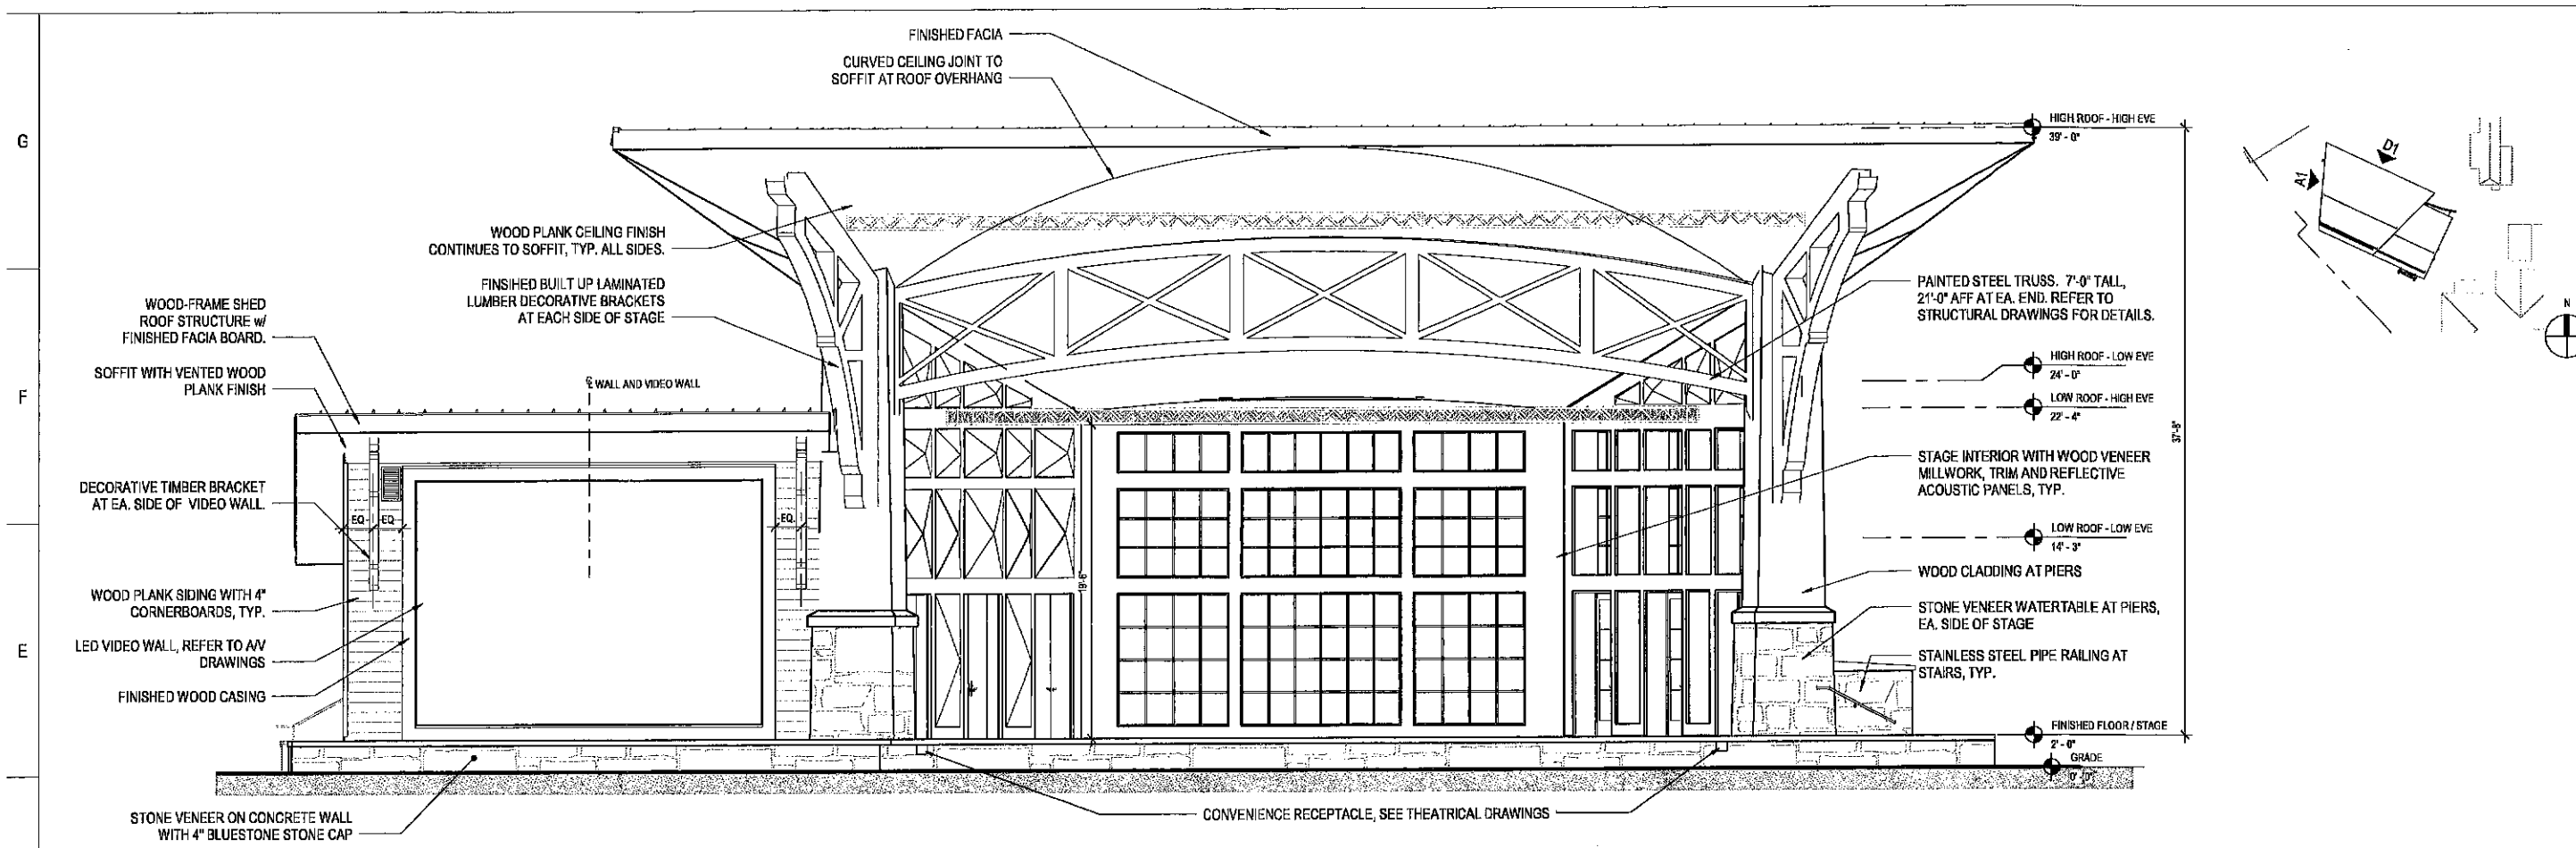 FINISHED FACIA
CURVED CEILING JOINT TO
SOFFIT AT ROOF OVERHANG
G
HIGH ROOF - HIGH EVE
39' - 0"
D1
A1
WOOD PLANK CEILING FINISH
CONTINUES TO SOFFIT, TYP. ALL SIDES.
FINSIHED BUILT UP LAMINATED
LUMBER DECORATIVE BRACKETS
AT EACH SIDE OF STAGE
PAINTED STEEL TRUSS. 7'-0" TALL,
21'-0" AFF AT EA. END. REFER TO
STRUCTURAL DRAWINGS FOR DETAILS.
N
WOOD-FRAME SHED
ROOF STRUCTURE w/
FINISHED FACIA BOARD.
SOFFIT WITH VENTED WOOD
PLANK FINISH
F
WALL AND VIDEO WALL
HIGH ROOF - LOW EVE
24' - 0"
LOW ROOF - HIGH EVE
22' - 4"
37'-8"
STAGE INTERIOR WITH WOOD VENEER
MILLWORK, TRIM AND REFLECTIVE
ACOUSTIC PANELS, TYP.
DECORATIVE TIMBER BRACKET
AT EA. SIDE OF VIDEO WALL.
EQ
EQ
EQ
LOW ROOF - LOW EVE
14' - 3"
WOOD CLADDING AT PIERS
19'-6"
WOOD PLANK SIDING WITH 4"
CORNERBOARDS, TYP.
STONE VENEER WATERTABLE AT PIERS,
EA. SIDE OF STAGE
E
LED VIDEO WALL, REFER TO A/V
DRAWINGS
STAINLESS STEEL PIPE RAILING AT
STAIRS, TYP.
FINISHED WOOD CASING
FINISHED FLOOR / STAGE
2' - 0"
GRADE
0' - 0"
STONE VENEER ON CONCRETE WALL
WITH 4" BLUESTONE STONE CAP
CONVENIENCE RECEPTACLE, SEE THEATRICAL DRAWINGS